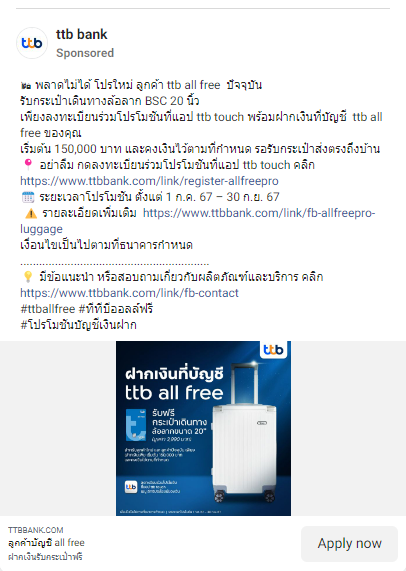 ttb
ttb bank
Sponsored
พลาดไม่ได้ โปรใหม่ ลูกค้า ttb all free ปัจจุบัน
รับกระเป๋าเดินทางล้อลาก BSC 20 นิ้ว
เพียงลงทะเบียนร่วมโปรโมชันที่แอป ttb touch พร้อมฝากเงินที่บัญชี ttb all
free ของคุณ
เริ่มต้น 150,000 บาท และคงเงินไว้ตามที่กำหนด รอรับกระเป๋าส่งตรงถึงบ้าน
อย่าลืม กดลงทะเบียนร่วมโปรโมชันที่แอป ttb touch คลิก
https://www.ttbbank.com/link/register-allfreepro
ระยะเวลาโปรโมชัน ตั้งแต่ 1 ก.ค. 67 – 30 ก.ย. 67
รายละเอียดเพิ่มเติม https://www.ttbbank.com/link/fb-allfreepro-
luggage
เงื่อนไขเป็นไปตามที่ธนาคารกำหนด
......................................................
มีข้อแนะนำ หรือสอบถามเกี่ยวกับผลิตภัณฑ์และบริการ คลิก
https://www.ttbbank.com/link/fb-contact
#ttballfree #ทีทีบีออลล์ฟรี
#โปรโมชันบัญชีเงินฝาก
ttb
ฝากเงินที่บัญชี
ttb all free
รับฟรี
กระเป๋าเดินทาง
ล้อลากขนาด 20"
มูลค่า 3,990 บาท
ttb
TTBBANK.COM
ลูกค้าบัญชี all free
ฝากเงินรับกระเป๋าฟรี
Apply now